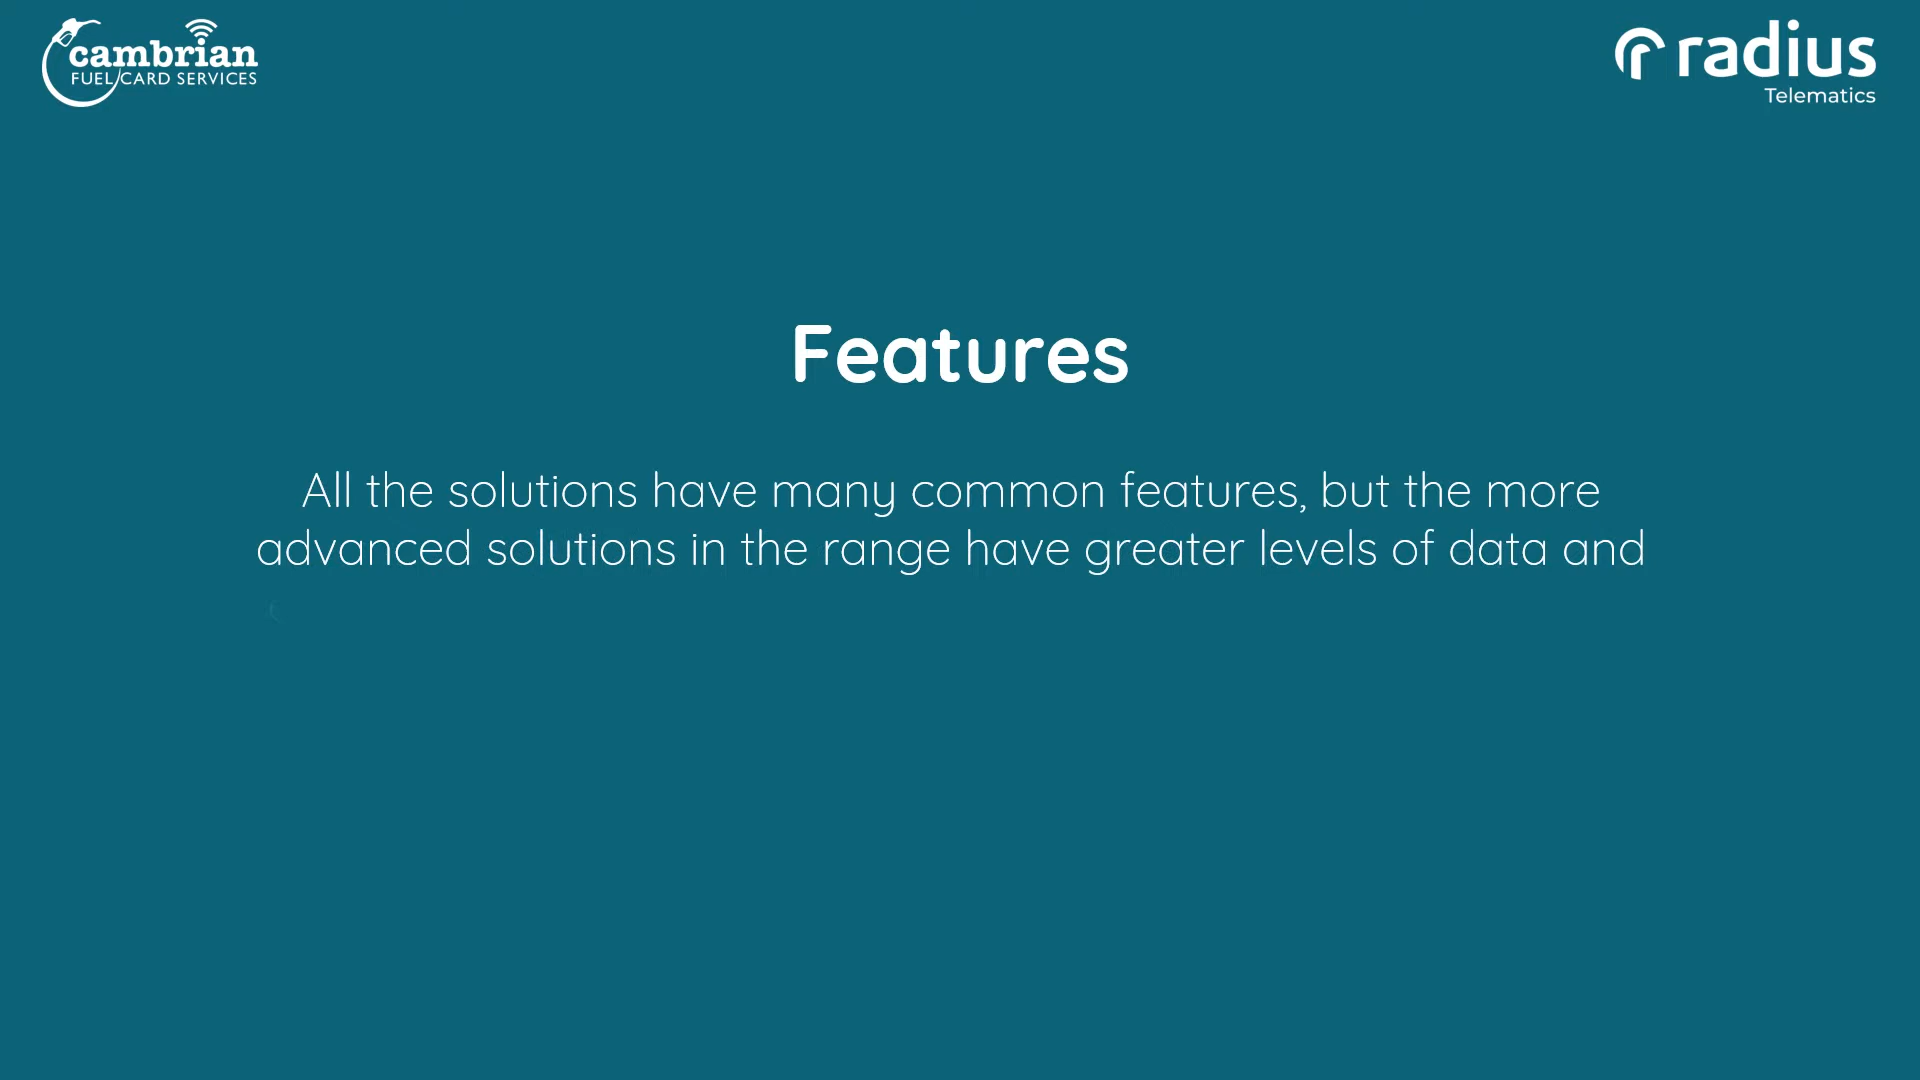 cambrian
FUEL CARD SERVICES
radius
Telematics
Features
All the solutions have many common features, but the more
advanced solutions in the range have greater levels of data and